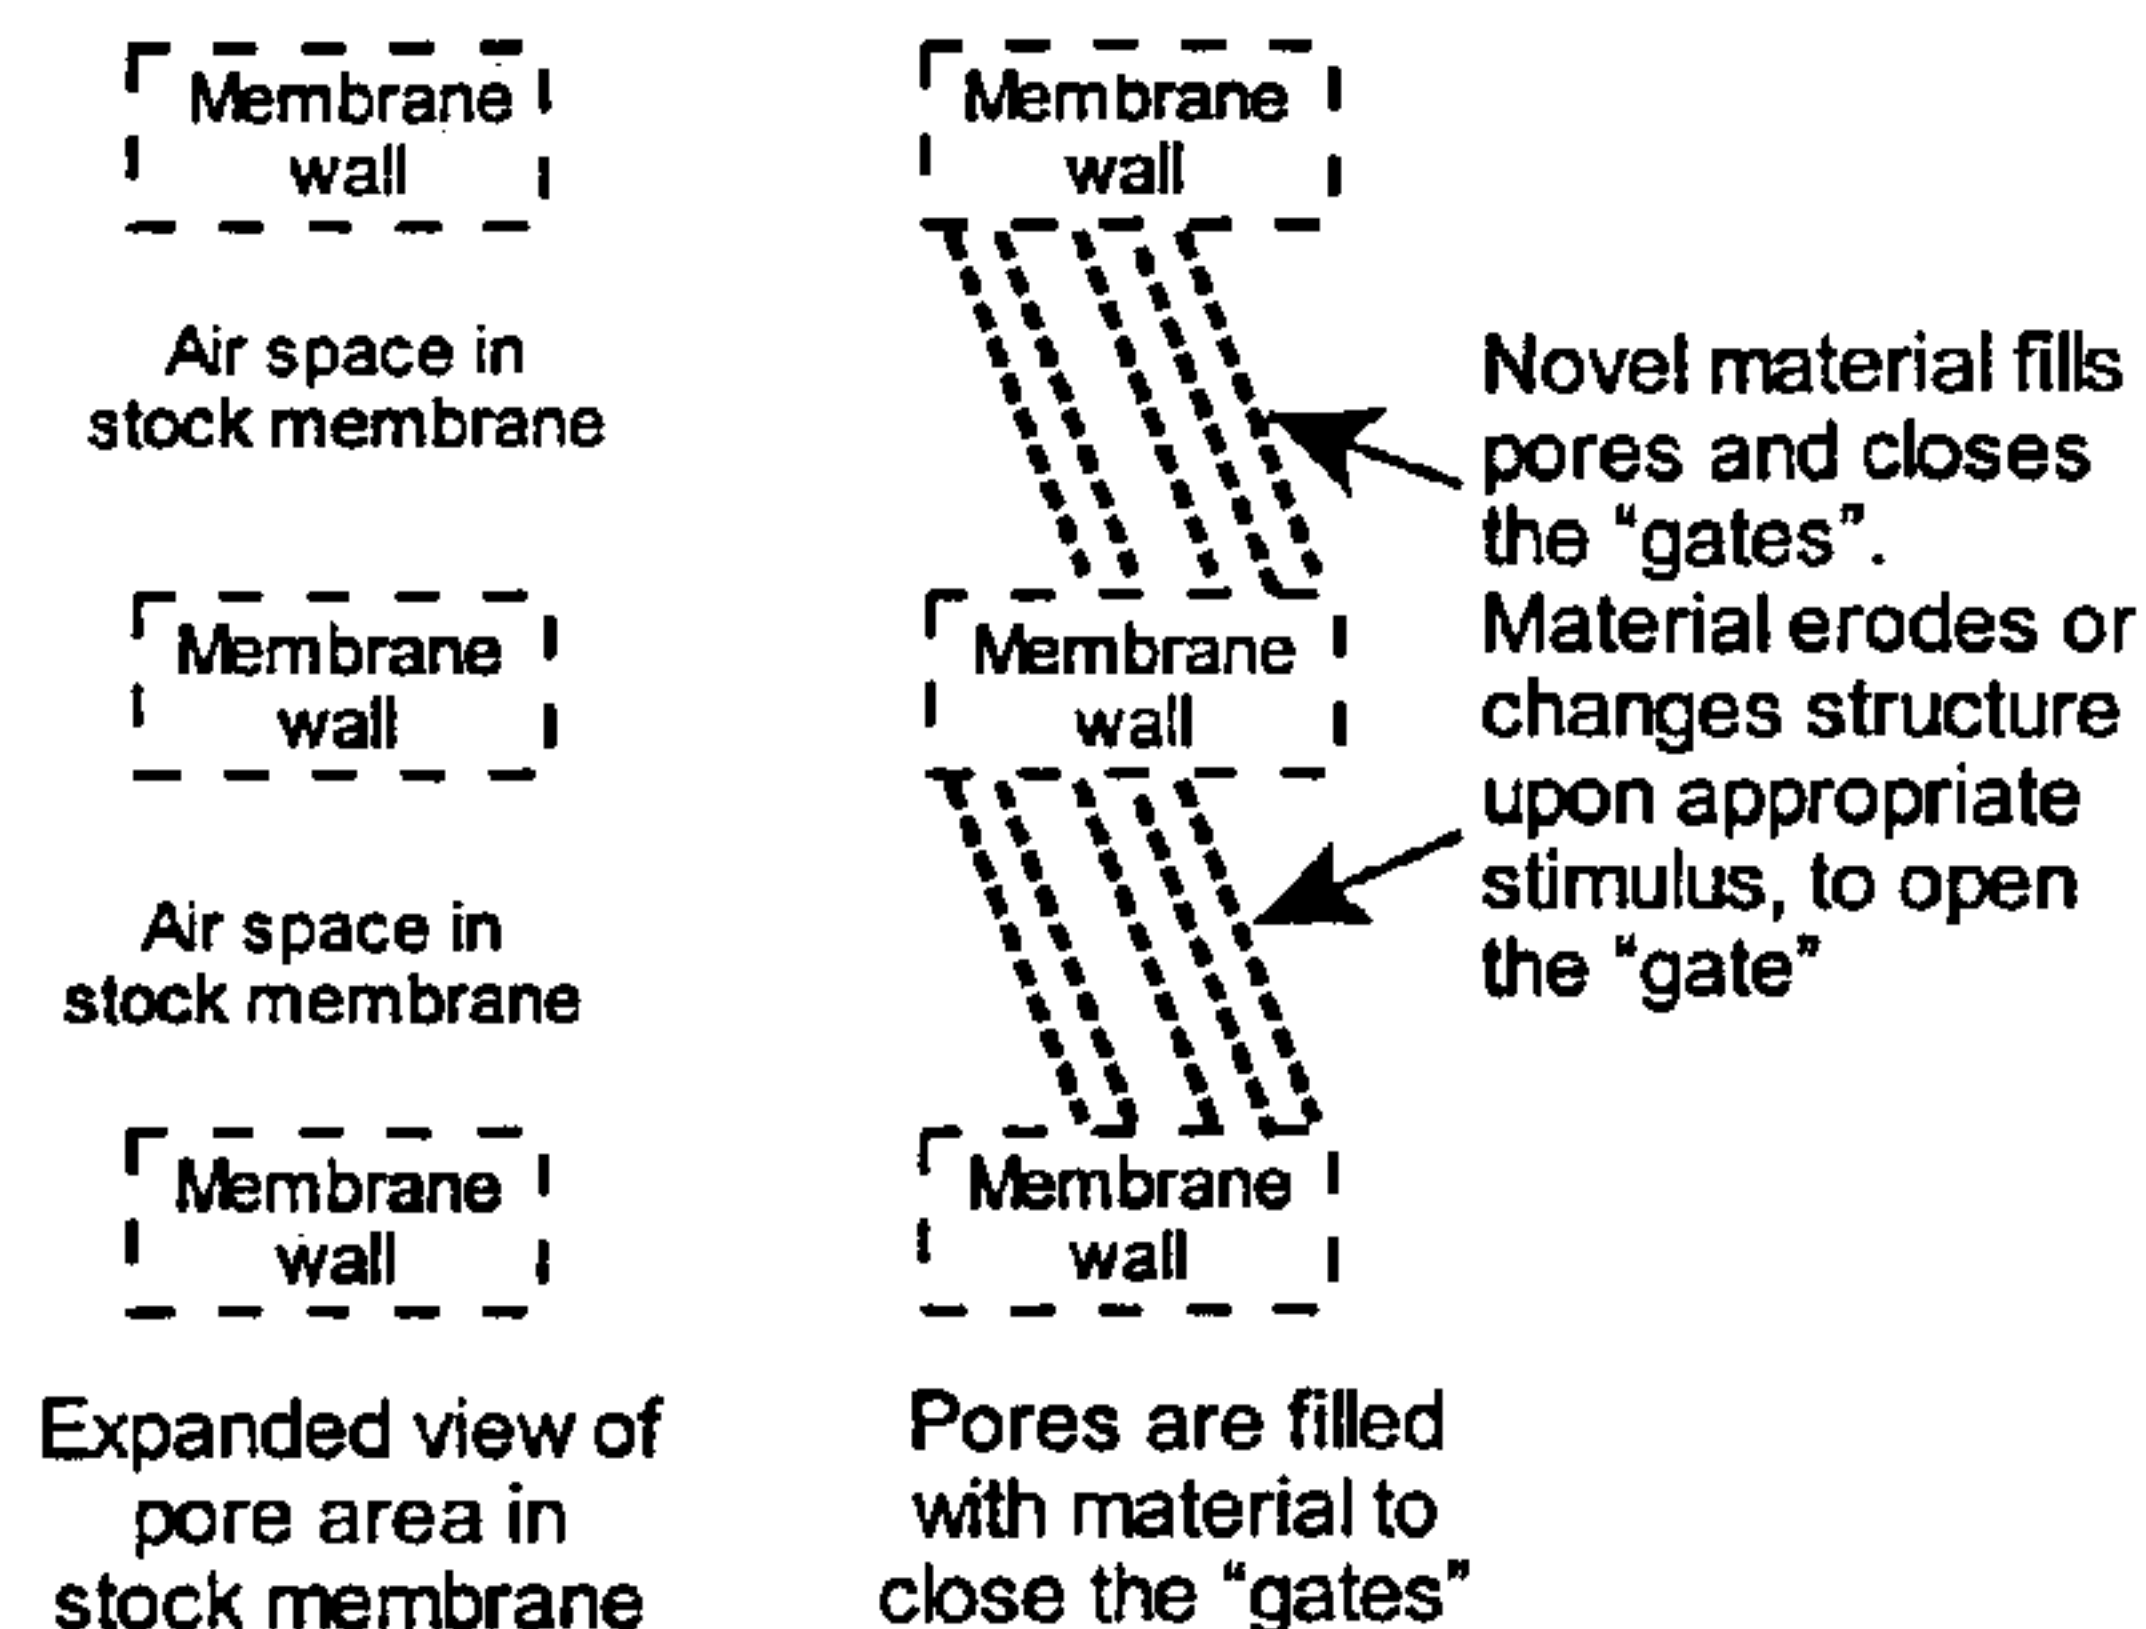 Membrane
wall
Air space in
stock membrane
Membrane
wall
Air space in
stock membrane
Membrane
wall
Expanded view of
pore area in
stock membrane
Membrane
wall
Membrane
wall
Membrane
wall
Pores are filled
with material to
close the “gates”
Novel material fills
pores and closes
the “gates”.
Material erodes or
changes structure
upon appropriate
stimulus, to open
the “gate”